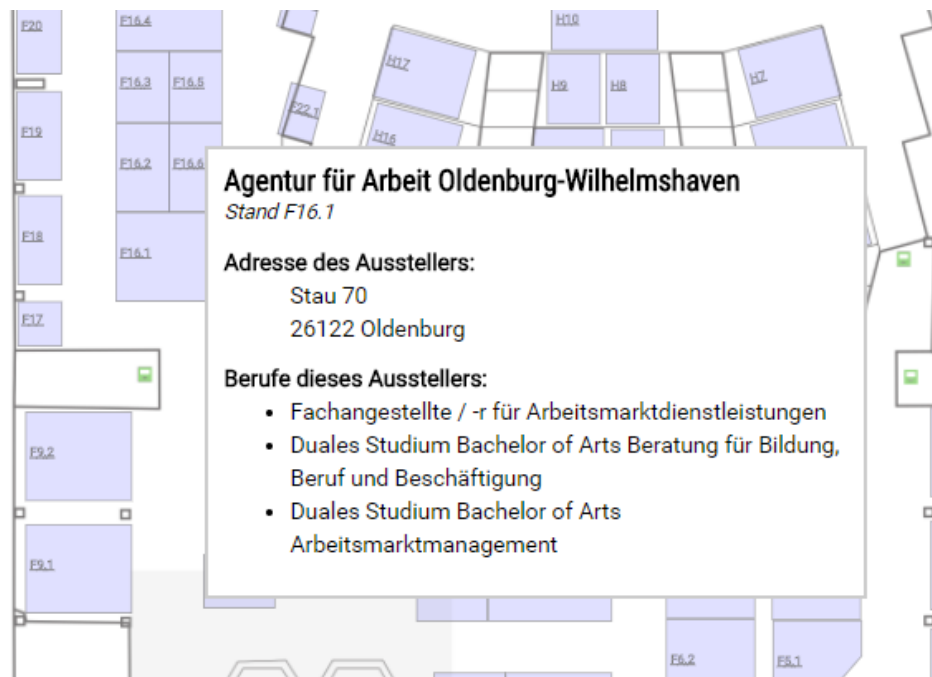 F20
F16.4
H10
F16.3
F16.5
H17
H9
H8
H7
F22.1
F19
H16
F16.2
F16.6
Agentur für Arbeit Oldenburg-Wilhelmshaven
Stand F16.1
F18
F16.1
Adresse des Ausstellers:
Stau 70
26122 Oldenburg
F17
Berufe dieses Ausstellers:
• Fachangestellte / -r für Arbeitsmarktdienstleistungen
• Duales Studium Bachelor of Arts Beratung für Bildung,
Beruf und Beschäftigung
• Duales Studium Bachelor of Arts
Arbeitsmarktmanagement
F9.2
F9.1
F6.2
F5.1